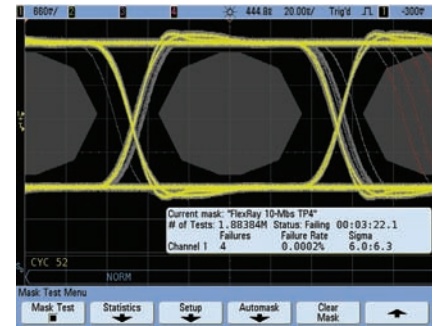 1 660▽/ 2 3 4 444.8▽ 20.00▽/ Trig'd 1 -300▽
Current mask: "FlexRay 10-Mbs TP4"
# of Tests: 1.88384M Status: Failing 00:03:22.1
Failures Failure Rate Sigma
Channel 1 4 0.0002% 6.0:6.3
CYC 52
NORM
Mask Test Menu
Mask Test Statistics Setup Automask Clear Mask